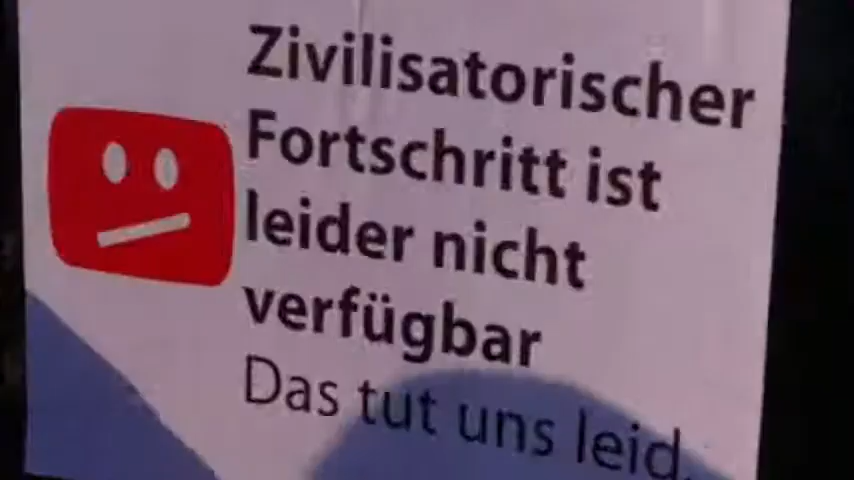 Zivilisatorischer
Fortschritt ist
leider nicht
verfügbar
Das tut uns leid.